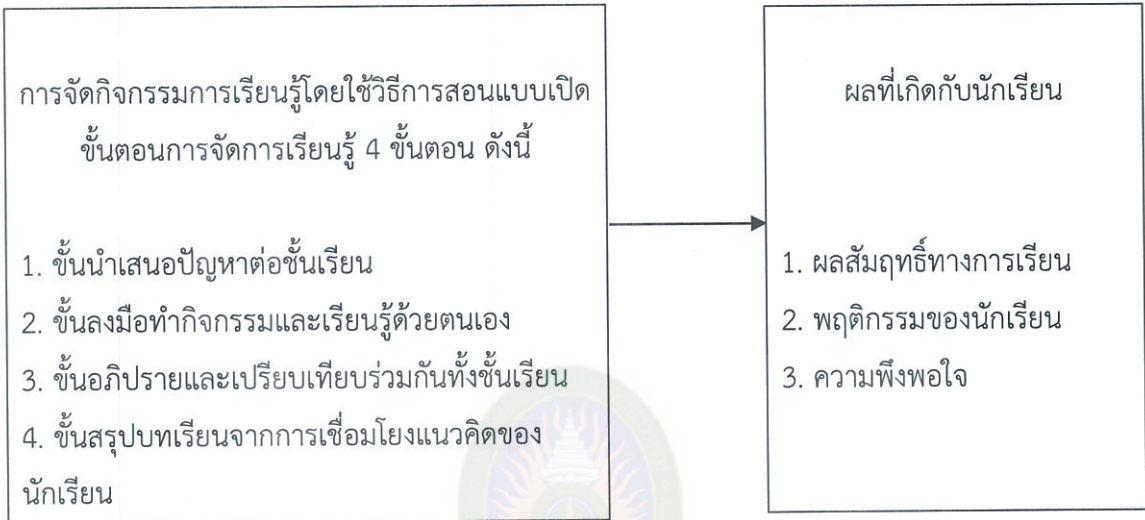 การจัดกิจกรรมการเรียนรู้โดยใช้วิธีการสอนแบบเปิด
ขั้นตอนการจัดการเรียนรู้ 4 ขั้นตอน ดังนี้
1. ขั้นนำเสนอปัญหาต่อชั้นเรียน
2. ขั้นลงมือทำกิจกรรมและเรียนรู้ด้วยตนเอง
3. ขั้นอภิปรายและเปรียบเทียบร่วมกันทั้งชั้นเรียน
4. ขั้นสรุปบทเรียนจากการเชื่อมโยงแนวคิดของ
นักเรียน
ผลที่เกิดกับนักเรียน
1. ผลสัมฤทธิ์ทางการเรียน
2. พฤติกรรมของนักเรียน
3. ความพึงพอใจ